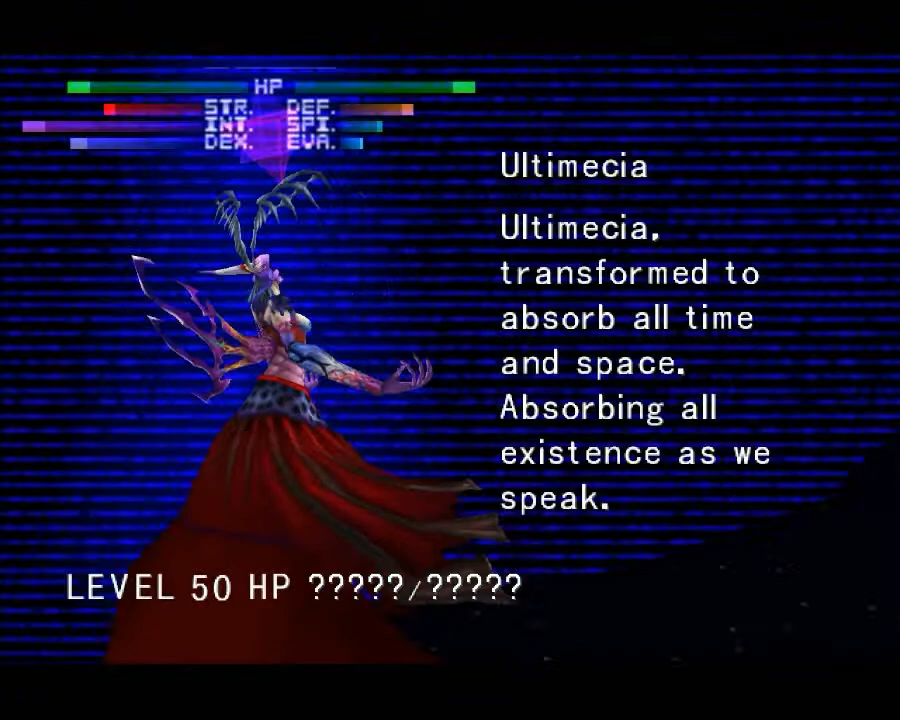 HP
STR. DEF.
INT. SPI.
DEX. EVA.
Ultimecia
Ultimecia,
transformed to
absorb all time
and space.
Absorbing all
existence as we
speak.
LEVEL 50 HP ?????/?????